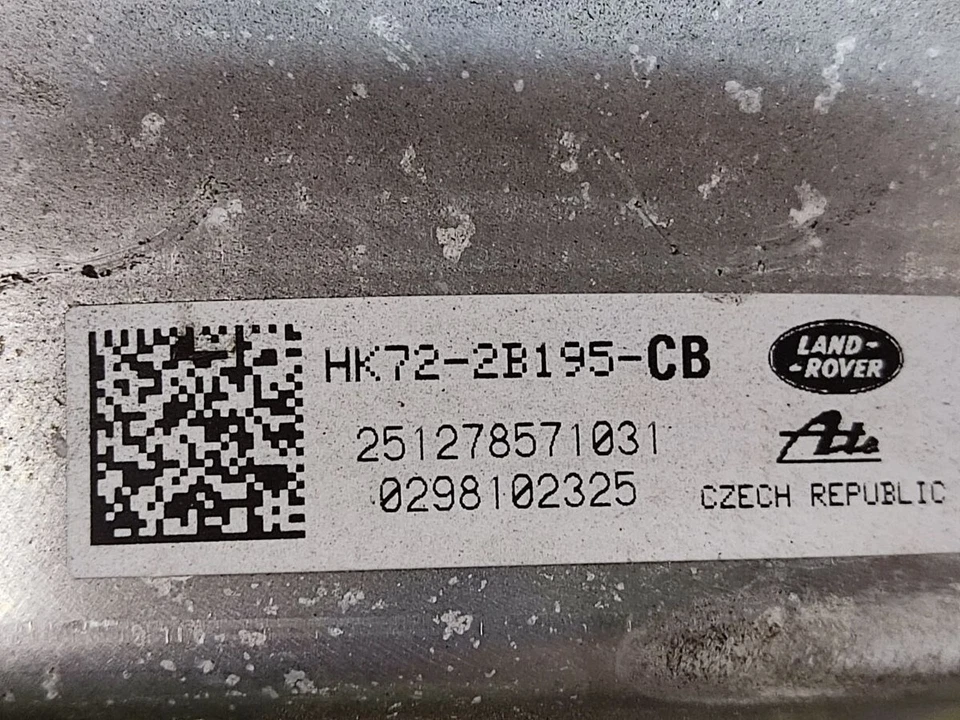 HK72-2B195-CB
251278571031
0298102325
LAND-
-ROVER
Ate
CZECH REPUBLIC